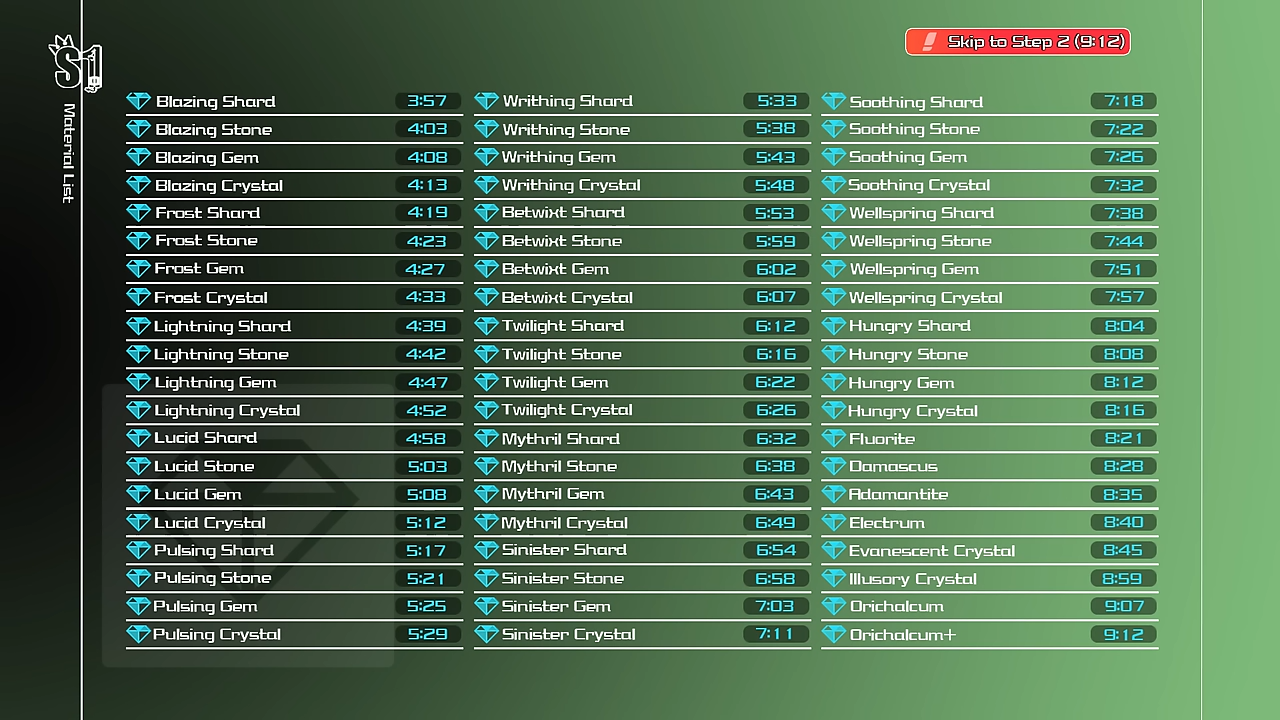 S1
Material List
Skip to Step 2 (9:12)
Blazing Shard 3:57
Blazing Stone 4:03
Blazing Gem 4:08
Blazing Crystal 4:13
Frost Shard 4:19
Frost Stone 4:23
Frost Gem 4:27
Frost Crystal 4:33
Lightning Shard 4:39
Lightning Stone 4:42
Lightning Gem 4:47
Lightning Crystal 4:52
Lucid Shard 4:58
Lucid Stone 5:03
Lucid Gem 5:08
Lucid Crystal 5:12
Pulsing Shard 5:17
Pulsing Stone 5:21
Pulsing Gem 5:25
Pulsing Crystal 5:29
Writhing Shard 5:33
Writhing Stone 5:38
Writhing Gem 5:43
Writhing Crystal 5:48
Betwixt Shard 5:53
Betwixt Stone 5:59
Betwixt Gem 6:02
Betwixt Crystal 6:07
Twilight Shard 6:12
Twilight Stone 6:16
Twilight Gem 6:22
Twilight Crystal 6:26
Mythril Shard 6:32
Mythril Stone 6:38
Mythril Gem 6:43
Mythril Crystal 6:49
Sinister Shard 6:54
Sinister Stone 6:58
Sinister Gem 7:03
Sinister Crystal 7:11
Soothing Shard 7:18
Soothing Stone 7:22
Soothing Gem 7:26
Soothing Crystal 7:32
Wellspring Shard 7:38
Wellspring Stone 7:44
Wellspring Gem 7:51
Wellspring Crystal 7:57
Hungry Shard 8:04
Hungry Stone 8:08
Hungry Gem 8:12
Hungry Crystal 8:16
Fluorite 8:21
Damascus 8:28
Adamantite 8:35
Electrum 8:40
Evanescent Crystal 8:45
Illusory Crystal 8:59
Orichalcum 9:07
Orichalcum+ 9:12